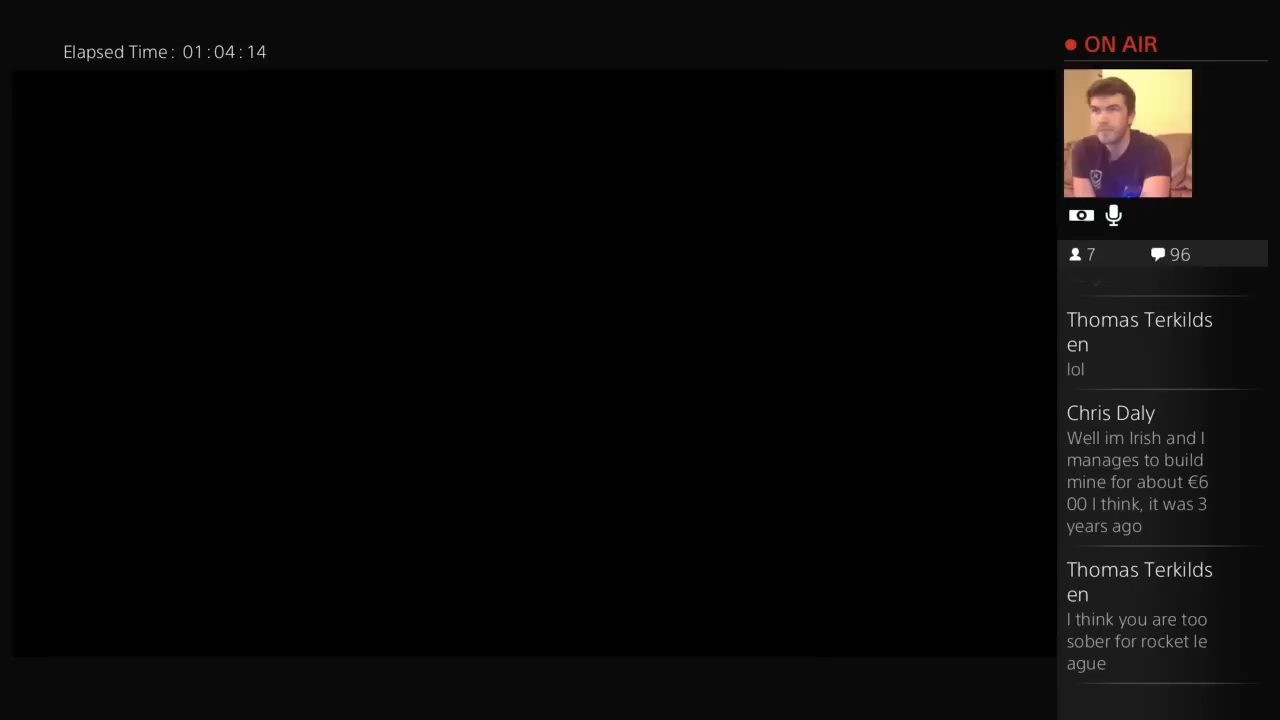 Elapsed Time: 01:04:14
ON AIR
7 96
Thomas Terkilds
en
lol
Chris Daly
Well im Irish and I
manages to build
mine for about €6
00 I think, it was 3
years ago
Thomas Terkilds
en
I think you are too
sober for rocket le
ague